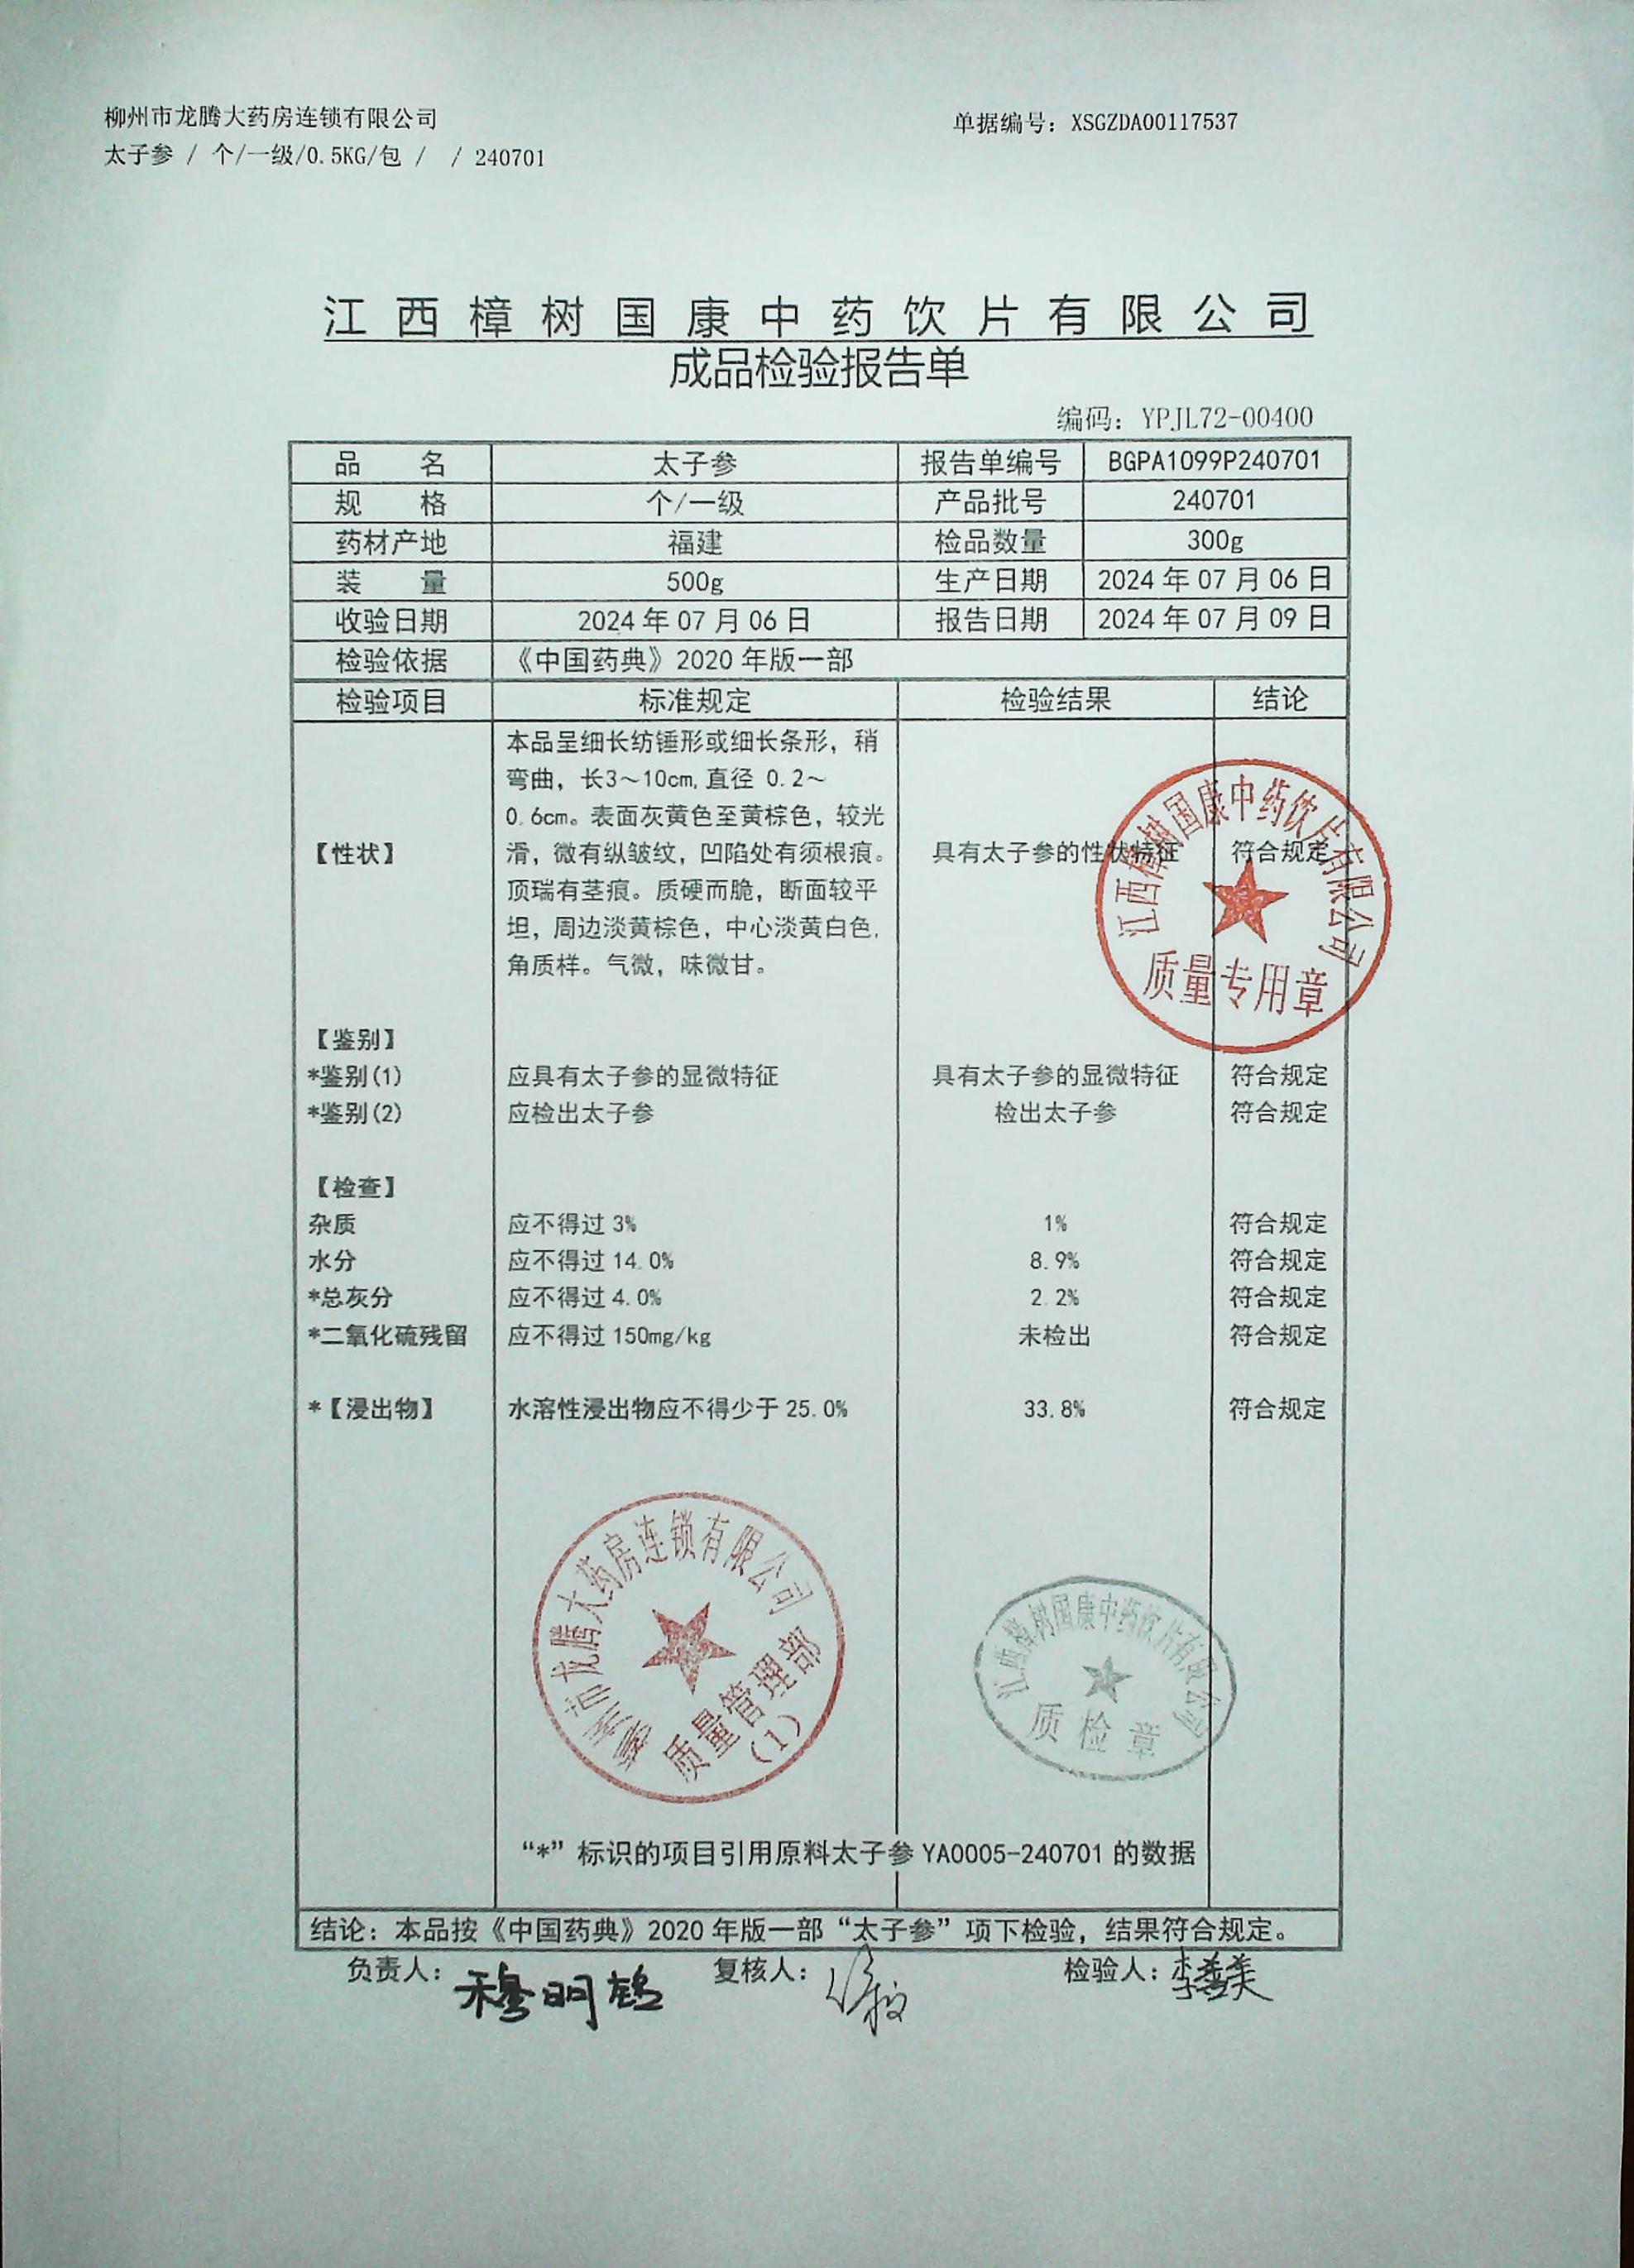 柳州市龙腾大药房连锁有限公司 单据编号：XSGZDA00117537
太子参 / 个/一级/0.5KG/包 / / 240701
江西樟树国康中药饮片有限公司
成品检验报告单
编码：YPJL72-00400
品 名 太子参 报告单编号 BGPA1099P240701
规 格 个/一级 产品批号 240701
药材产地 福建 检品数量 300g
装 量 500g 生产日期 2024年07月06日
收验日期 2024年07月06日 报告日期 2024年07月09日
检验依据 《中国药典》2020年版一部
检验项目 标准规定 检验结果 结论
本品呈细长纺锤形或细长条形，稍
弯曲，长3～10cm,直径 0.2～
0.6cm。表面灰黄色至黄棕色，较光
【性状】 滑，微有纵皱纹，凹陷处有须根痕。 具有太子参的性状特征 符合规定
顶瑞有茎痕。质硬而脆，断面较平
坦，周边淡黄棕色，中心淡黄白色,
角质样。气微，味微甘。
江西樟树国康中药饮片有限公司
质量专用章
【鉴别】
*鉴别(1) 应具有太子参的显微特征 具有太子参的显微特征 符合规定
*鉴别(2) 应检出太子参 检出太子参 符合规定
【检查】
杂质 应不得过3% 1% 符合规定
水分 应不得过14.0% 8.9% 符合规定
*总灰分 应不得过4.0% 2.2% 符合规定
*二氧化硫残留 应不得过150mg/kg 未检出 符合规定
*【浸出物】 水溶性浸出物应不得少于25.0% 33.8% 符合规定
柳州市龙腾大药房连锁有限公司
质量管理部
(1)
江西樟树国康中药饮片有限公司
质检章
“*”标识的项目引用原料太子参YA0005-240701的数据
结论：本品按《中国药典》2020年版一部“太子参”项下检验，结果符合规定。
负责人： 复核人： 检验人：